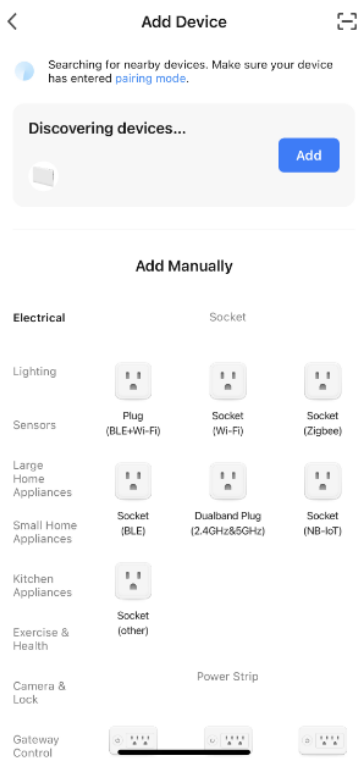 Add Device
Searching for nearby devices. Make sure your device
has entered pairing mode.
Discovering devices...
Add
Add Manually
Electrical
Socket
Lighting
Sensors
Large
Home
Appliances
Small Home
Appliances
Kitchen
Appliances
Exercise &
Health
Camera &
Lock
Gateway
Control
Plug
(BLE+Wi-Fi)
Socket
(Wi-Fi)
Socket
(Zigbee)
Socket
(BLE)
Dualband Plug
(2.4GHz&5GHz)
Socket
(NB-IoT)
Socket
(other)
Power Strip